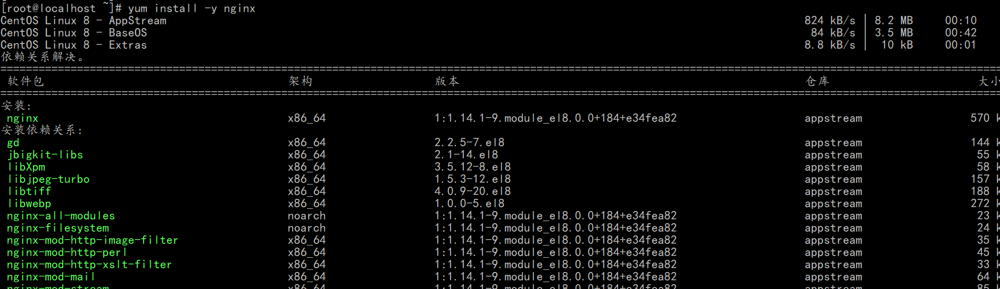 [root@localhost ~]# yum install -y nginx
CentOS Linux 8 - AppStream 824 kB/s | 8.2 MB 00:10
CentOS Linux 8 - BaseOS 84 kB/s | 3.5 MB 00:42
CentOS Linux 8 - Extras 8.8 kB/s | 10 kB 00:01
依赖关系解决。
================================================================================
软件包 架构 版本 仓库 大小
================================================================================
安装:
nginx x86_64 1:1.14.1-9.module_el8.0.0+184+e34fea82 appstream 570 k
安装依赖关系:
gd x86_64 2.2.5-7.el8 appstream 144 k
jbigkit-libs x86_64 2.1-14.el8 appstream 55 k
libXpm x86_64 3.5.12-8.el8 appstream 58 k
libjpeg-turbo x86_64 1.5.3-12.el8 appstream 157 k
libtiff x86_64 4.0.9-20.el8 appstream 188 k
libwebp x86_64 1.0.0-5.el8 appstream 272 k
nginx-all-modules noarch 1:1.14.1-9.module_el8.0.0+184+e34fea82 appstream 23 k
nginx-filesystem noarch 1:1.14.1-9.module_el8.0.0+184+e34fea82 appstream 24 k
nginx-mod-http-image-filter x86_64 1:1.14.1-9.module_el8.0.0+184+e34fea82 appstream 35 k
nginx-mod-http-perl x86_64 1:1.14.1-9.module_el8.0.0+184+e34fea82 appstream 45 k
nginx-mod-http-xslt-filter x86_64 1:1.14.1-9.module_el8.0.0+184+e34fea82 appstream 33 k
nginx-mod-mail x86_64 1:1.14.1-9.module_el8.0.0+184+e34fea82 appstream 64 k
nginx-mod-stream x86_64 1:1.14.1-9.module_el8.0.0+184+e34fea82 appstream 85 k